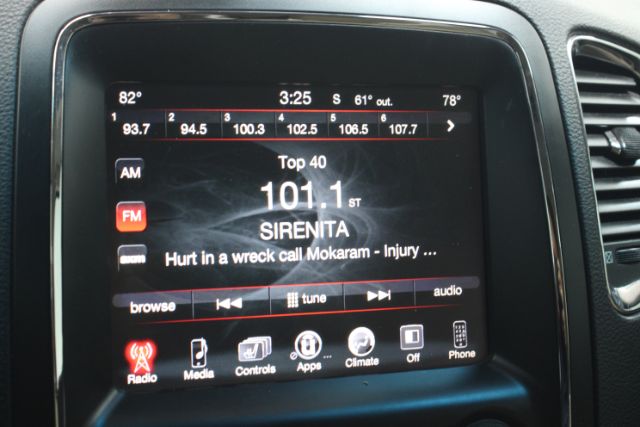 82° 3:25 S 61° out. 78°
1 93.7 2 94.5 3 100.3 4 102.5 5 106.5 6 107.7
Top 40
AM
101.1 ST
FM
SIRENITA
SXM
Hurt in a wreck call Mokaram - Injury ...
browse tune audio
Radio Media Controls Apps ... Climate Off Phone